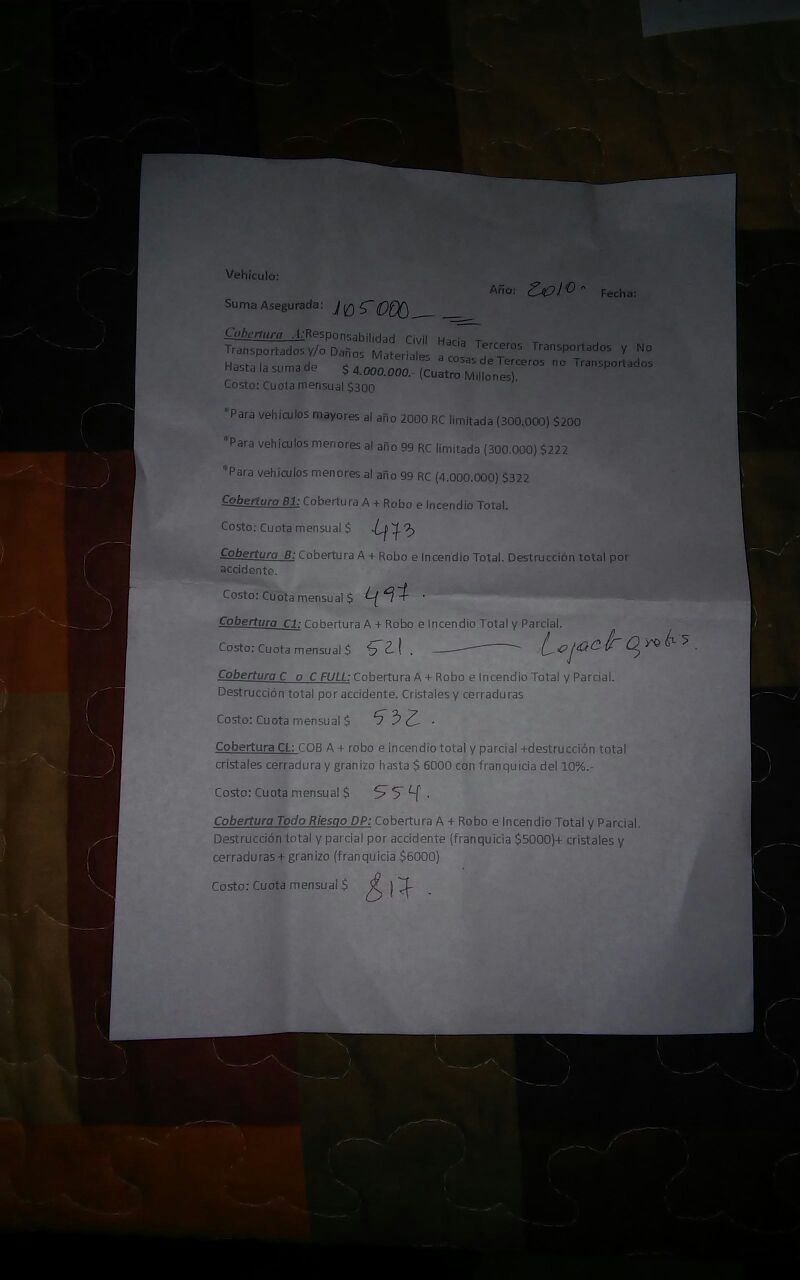 Vehículo:
Año: 2010 Fecha:
Suma Asegurada: 105000
Cobertura A:Responsabilidad Civil Hacia Terceros Transportados y No
Transportados y/o Daños Materiales a cosas de Terceros no Transportados
Hasta la suma de $ 4.000.000.- (Cuatro Millones).
Costo: Cuota mensual $300
*Para vehículos mayores al año 2000 RC limitada (300.000) $200
*Para vehículos menores al año 99 RC limitada (300.000) $222
*Para vehículos menores al año 99 RC (4.000.000) $322
Cobertura B1: Cobertura A + Robo e Incendio Total.
Costo: Cuota mensual $ 473
Cobertura B: Cobertura A + Robo e Incendio Total. Destrucción total por
accidente.
Costo: Cuota mensual $ 497.
Cobertura C1: Cobertura A + Robo e Incendio Total y Parcial.
Costo: Cuota mensual $ 521. — Lojack Gratis.
Cobertura C o C FULL: Cobertura A + Robo e Incendio Total y Parcial.
Destrucción total por accidente. Cristales y cerraduras
Costo: Cuota mensual $ 532.
Cobertura CL: COB A + robo e incendio total y parcial +destrucción total
cristales cerradura y granizo hasta $ 6000 con franquicia del 10%.-
Costo: Cuota mensual $ 554.
Cobertura Todo Riesgo DP: Cobertura A + Robo e Incendio Total y Parcial.
Destrucción total y parcial por accidente (franquicia $5000)+ cristales y
cerraduras + granizo (franquicia $6000)
Costo: Cuota mensual $ 817.